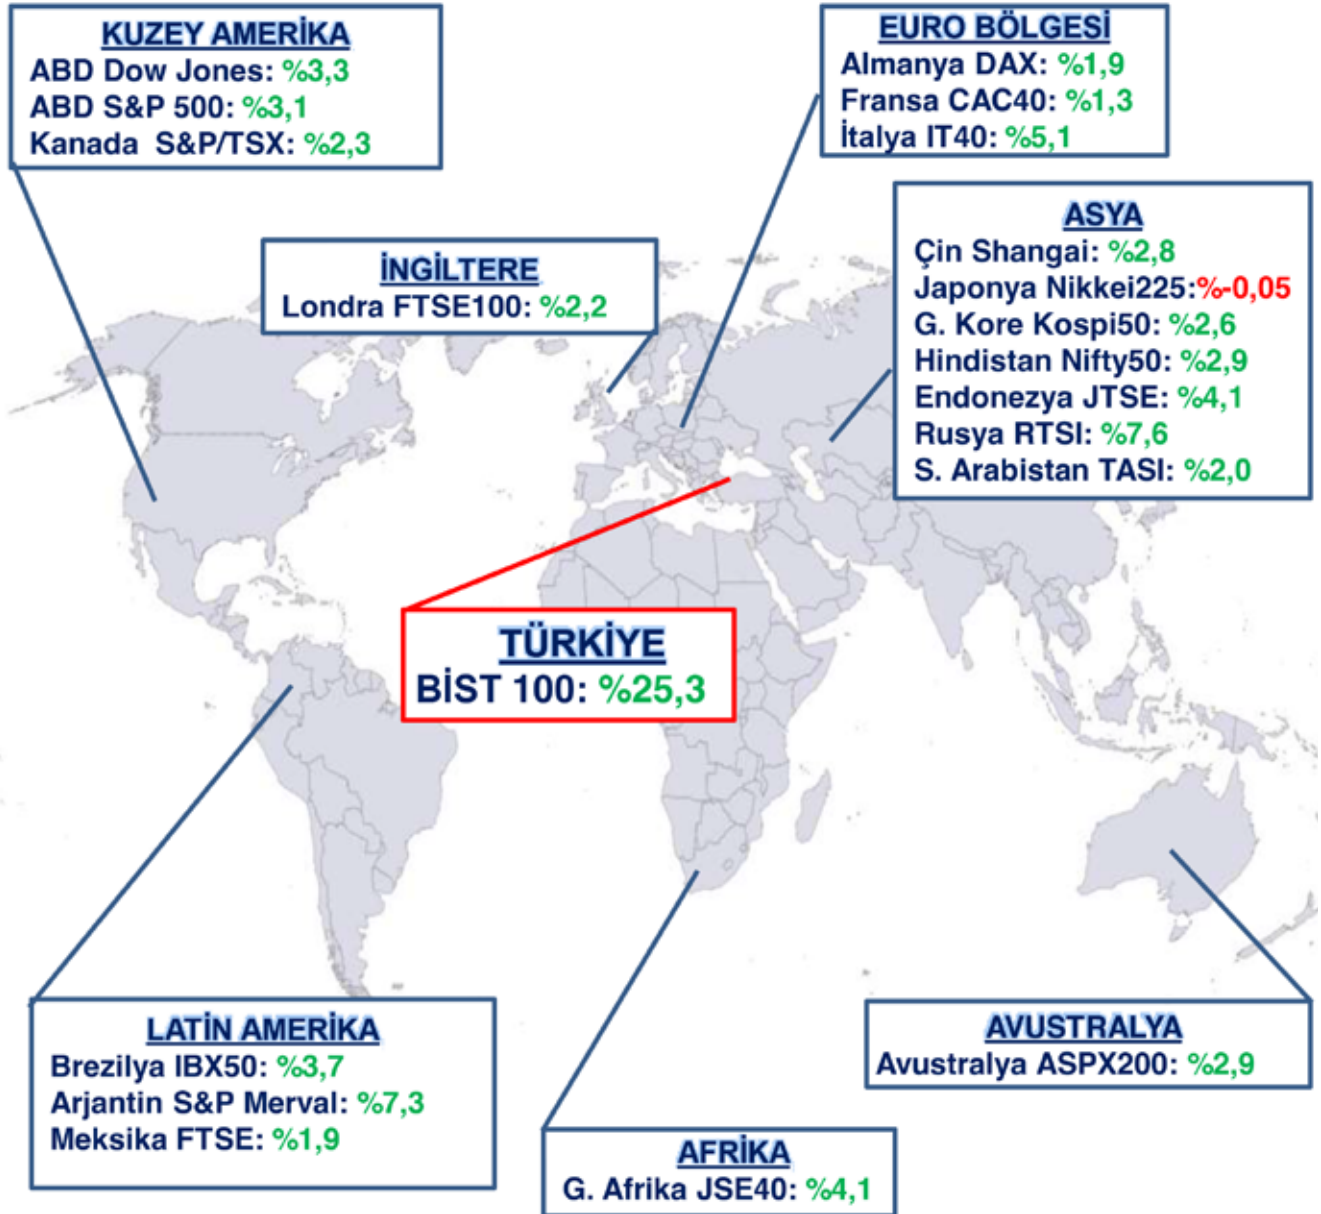 KUZEY AMERİKA
ABD Dow Jones: %3,3
ABD S&P 500: %3,1
Kanada S&P/TSX: %2,3
EURO BÖLGESİ
Almanya DAX: %1,9
Fransa CAC40: %1,3
İtalya IT40: %5,1
ASYA
Çin Shangai: %2,8
Japonya Nikkei225:%-0,05
G. Kore Kospi50: %2,6
Hindistan Nifty50: %2,9
Endonezya JTSE: %4,1
Rusya RTSI: %7,6
S. Arabistan TASI: %2,0
İNGİLTERE
Londra FTSE100: %2,2
TÜRKİYE
BİST 100: %25,3
LATİN AMERİKA
Brezilya IBX50: %3,7
Arjantin S&P Merval: %7,3
Meksika FTSE: %1,9
AVUSTRALYA
Avustralya ASPX200: %2,9
AFRİKA
G. Afrika JSE40: %4,1